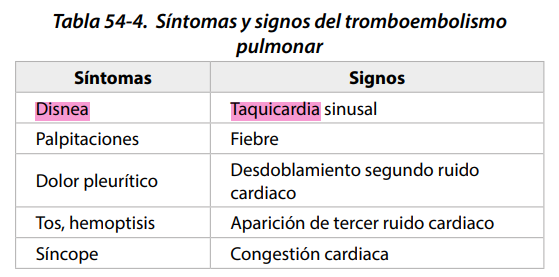 Tabla 54-4. Síntomas y signos del tromboembolismo
pulmonar
Síntomas Signos
Disnea Taquicardia sinusal
Palpitaciones Fiebre
Dolor pleurítico Desdoblamiento segundo ruido
cardiaco
Tos, hemoptisis Aparición de tercer ruido cardiaco
Síncope Congestión cardiaca